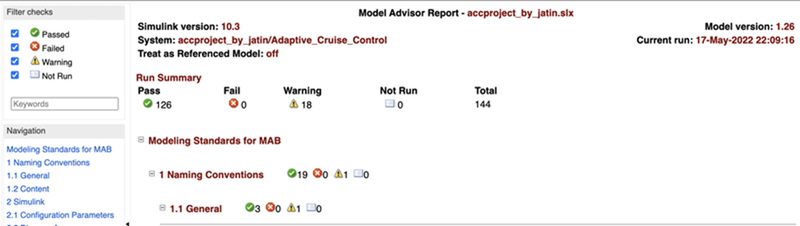 Filter checks
Passed
Failed
Warning
Not Run
Keywords
Navigation
Modeling Standards for MAB
1 Naming Conventions
1.1 General
1.2 Content
2 Simulink
2.1 Configuration Parameters
Model Advisor Report - accproject_by_jatin.slx
Simulink version: 10.3 Model version: 1.26
System: accproject_by_jatin/Adaptive_Cruise_Control Current run: 17-May-2022 22:09:16
Treat as Referenced Model: off
Run Summary
Pass Fail Warning Not Run Total
126 0 18 0 144
Modeling Standards for MAB
1 Naming Conventions 19 0 1 0
1.1 General 3 0 1 0